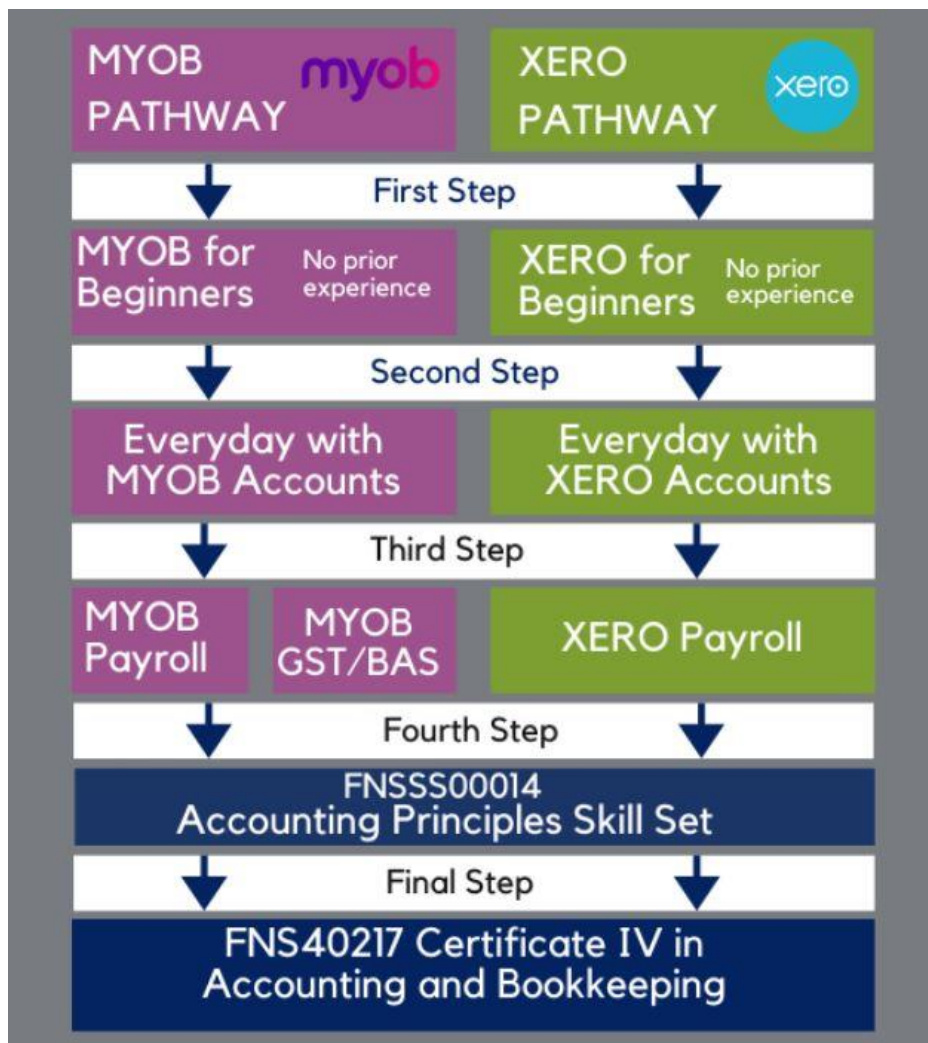 MYOB
PATHWAY
myob
XERO
PATHWAY
xero
First Step
MYOB for
Beginners
No prior
experience
XERO for
Beginners
No prior
experience
Second Step
Everyday with
MYOB Accounts
Everyday with
XERO Accounts
Third Step
MYOB
Payroll
MYOB
GST/BAS
XERO Payroll
Fourth Step
FNSSS00014
Accounting Principles Skill Set
Final Step
FNS40217 Certificate IV in
Accounting and Bookkeeping